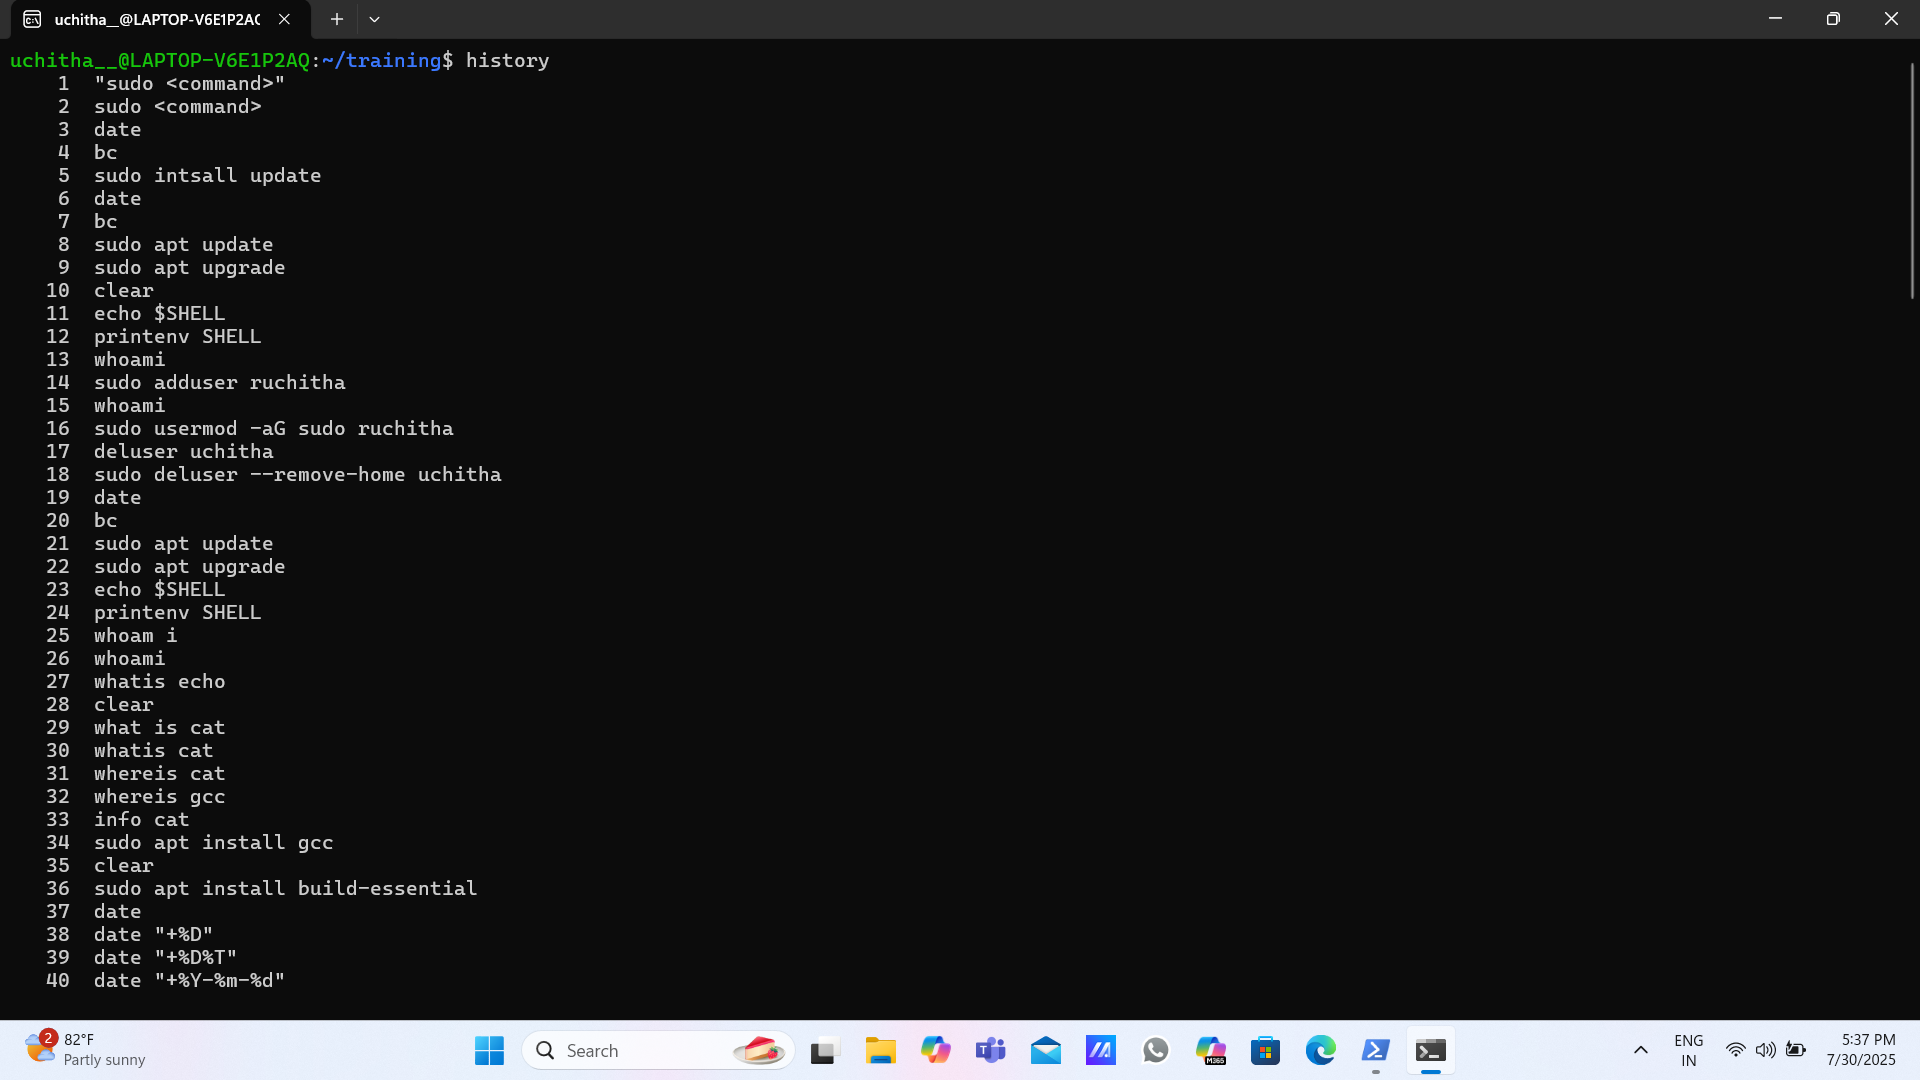 uchitha__@LAPTOP-V6E1P2AQ
uchitha__@LAPTOP-V6E1P2AQ:~/training$ history
1 "sudo <command>"
2 sudo <command>
3 date
4 bc
5 sudo intsall update
6 date
7 bc
8 sudo apt update
9 sudo apt upgrade
10 clear
11 echo $SHELL
12 printenv SHELL
13 whoami
14 sudo adduser ruchitha
15 whoami
16 sudo usermod -aG sudo ruchitha
17 deluser uchitha
18 sudo deluser --remove-home uchitha
19 date
20 bc
21 sudo apt update
22 sudo apt upgrade
23 echo $SHELL
24 printenv SHELL
25 whoam i
26 whoami
27 whatis echo
28 clear
29 what is cat
30 whatis cat
31 whereis cat
32 whereis gcc
33 info cat
34 sudo apt install gcc
35 clear
36 sudo apt install build-essential
37 date
38 date "+%D"
39 date "+%D%T"
40 date "+%Y-%m-%d"
2
82°F
Partly sunny
Search
M365
ENG
IN
5:37 PM
7/30/2025